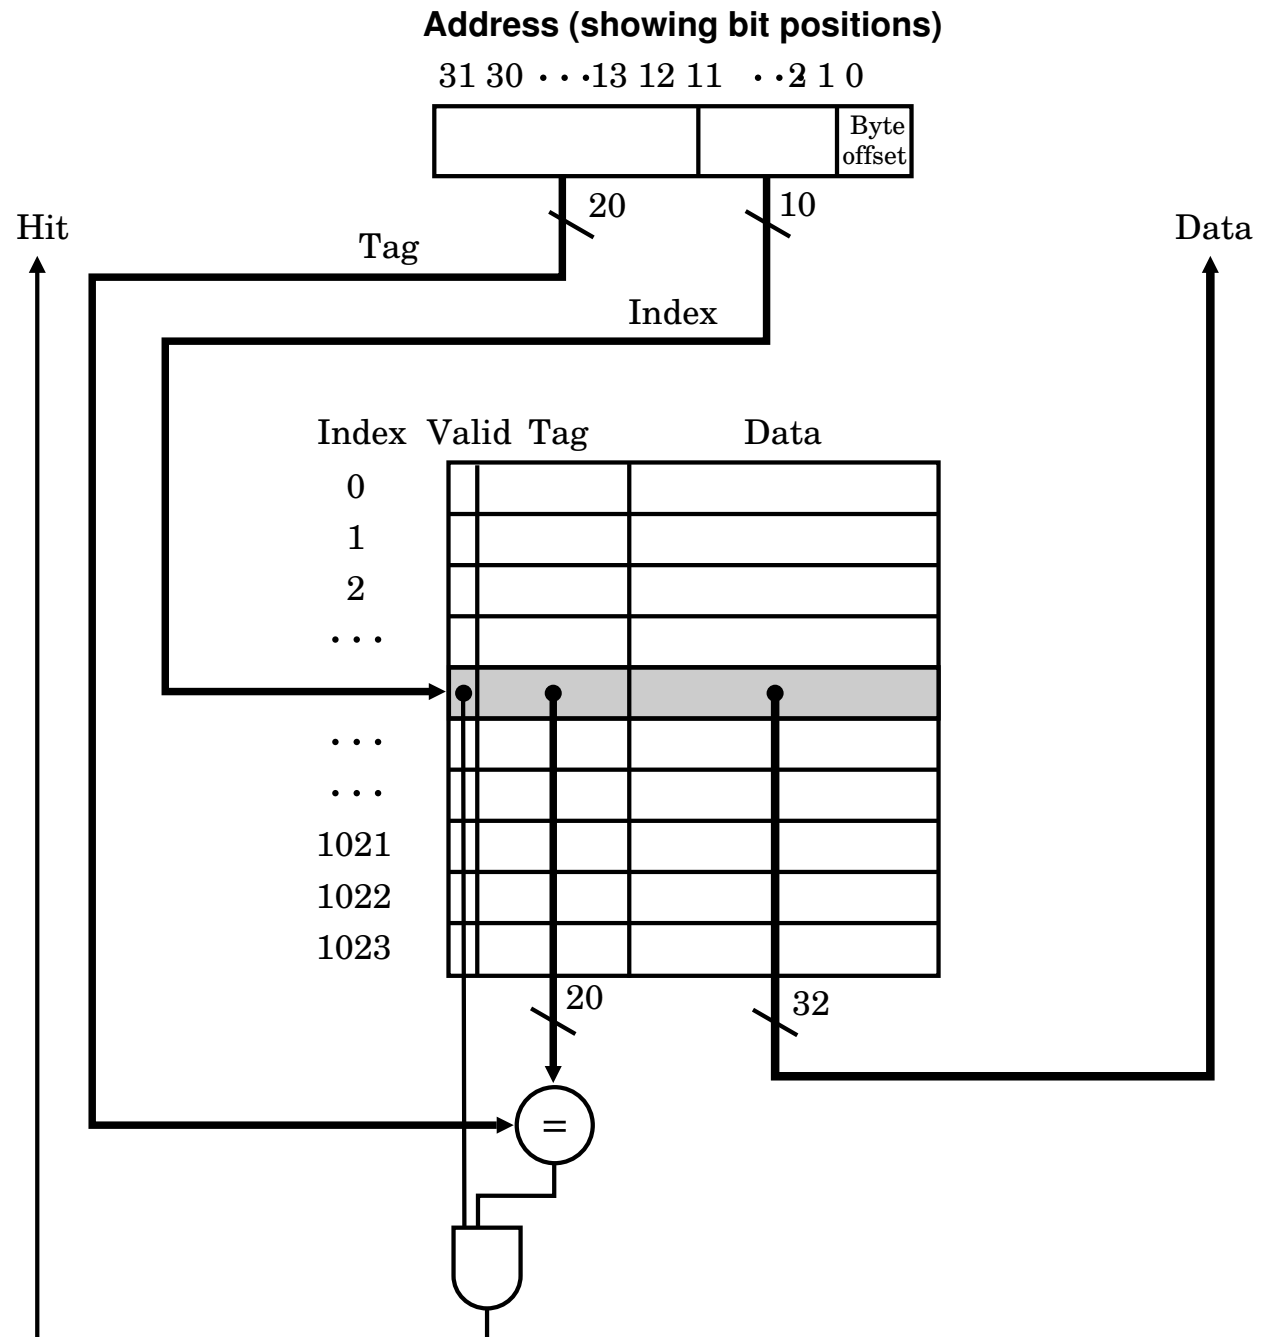 Address (showing bit positions)
31 30 · · ·13 12 11 · ·2 1 0
Byte
offset
20
10
Hit
Data
Tag
Index
Index Valid Tag Data
0
1
2
· · ·
· · ·
· · ·
1021
1022
1023
20
32
=